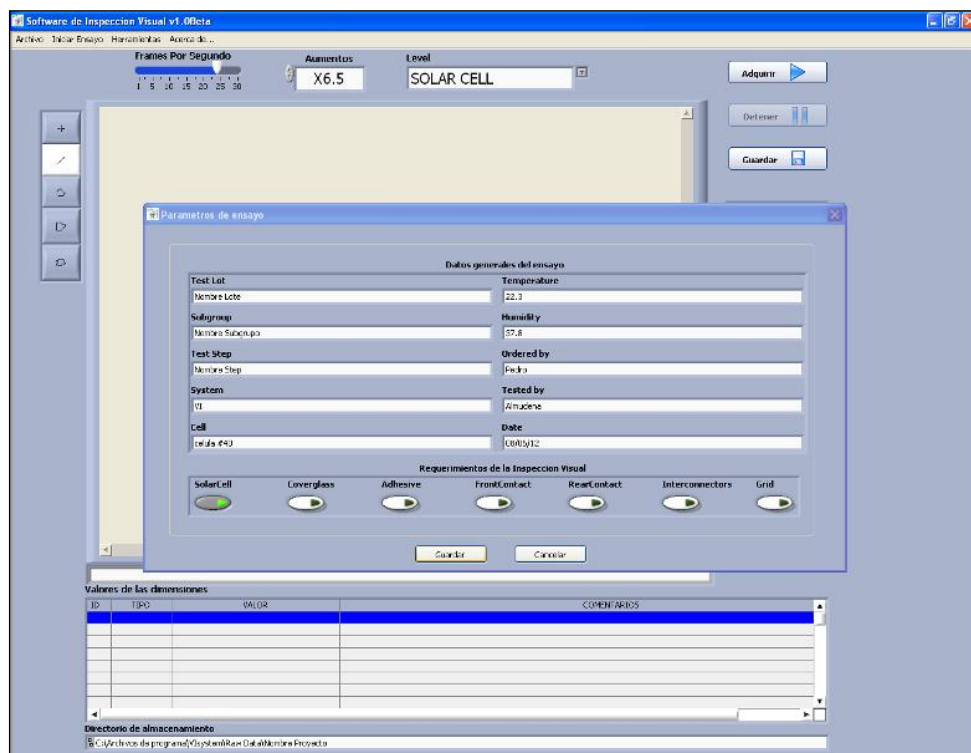 Software de Inspeccion Visual v1.0Beta
Archivo Iniciar Ensayo Herramientas Acerca de...
Frames Por Segundo
Aumentos
Level
1 5 10 15 20 25 30
X6.5
SOLAR CELL
Adquirir
Detener
Guardar
Parametros de ensayo
Datos generales del ensayo
Test Lot
Temperature
Nombre Lote
22.3
Subgroup
Humidity
Nombre Subgrupo
37.8
Test Step
Ordered by
Nombre Step
Pedro
System
Tested by
VI
Almudena
Cell
Date
celula #40
08/05/12
Requerimientos de la Inspeccion Visual
SolarCell Coverglass Adhesive FrontContact RearContact Interconnectors Grid
Guardar Cancelar
Valores de las dimensiones
ID TIPO VALOR COMENTARIOS
Directorio de almacenamiento
C:\Archivos de programa\VIsystem\Raw Data\Nombre Proyecto